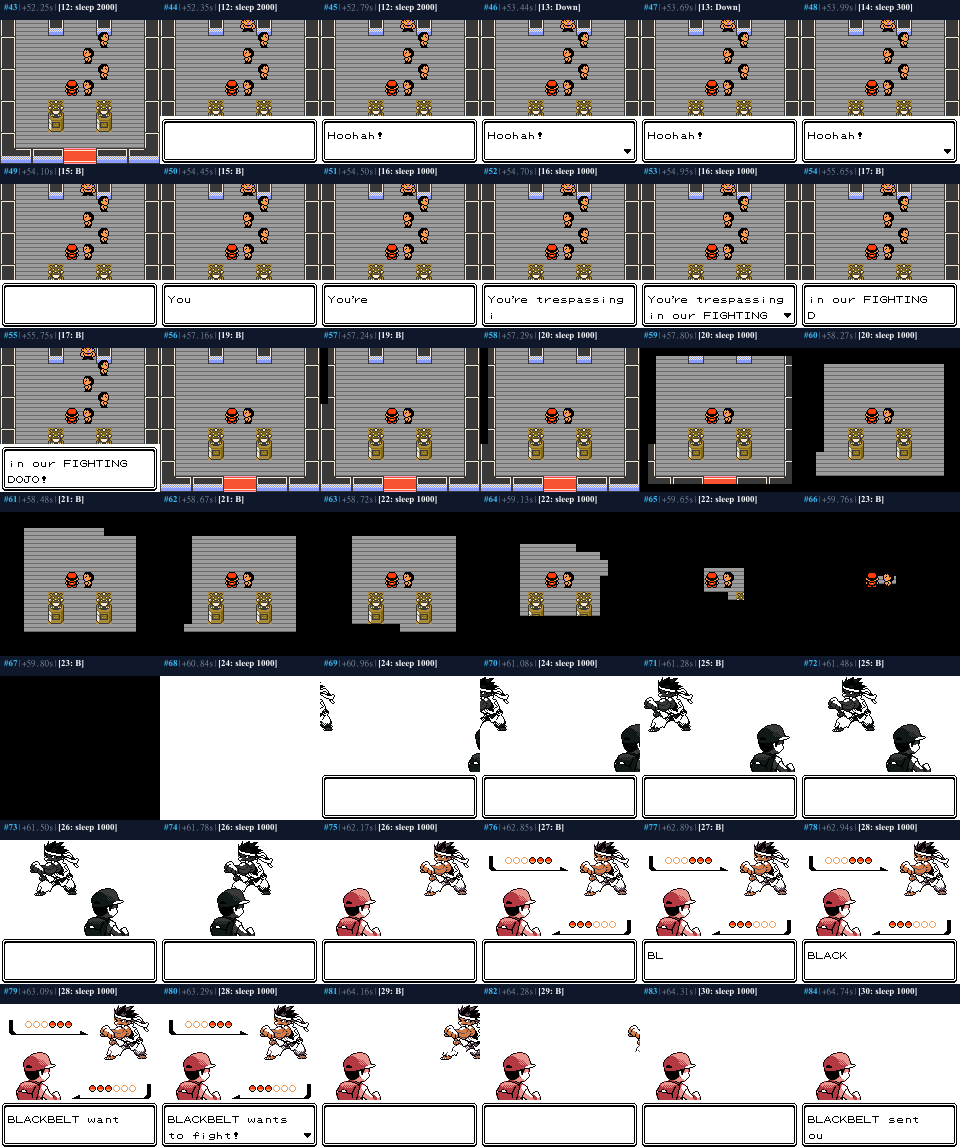 #43|+52.25s| [12: sleep 2000]
#44|+52.35s| [12: sleep 2000]
#45|+52.79s| [12: sleep 2000]
#46|+53.44s| [13: Down]
#47|+53.69s| [13: Down]
#48|+53.99s| [14: sleep 300]
Hoohah!
Hoohah!
Hoohah!
Hoohah!
#49|+54.10s| [15: B]
#50|+54.45s| [15: B]
#51|+54.50s| [16: sleep 1000]
#52|+54.70s| [16: sleep 1000]
#53|+54.95s| [16: sleep 1000]
#54|+55.65s| [17: B]
You
You're
You're trespassing
i
You're trespassing
in our FIGHTING
in our FIGHTING
D
#55|+55.75s| [17: B]
#56|+57.16s| [19: B]
#57|+57.24s| [19: B]
#58|+57.29s| [20: sleep 1000]
#59|+57.80s| [20: sleep 1000]
#60|+58.27s| [20: sleep 1000]
in our FIGHTING
DOJO!
#61|+58.48s| [21: B]
#62|+58.67s| [21: B]
#63|+58.72s| [22: sleep 1000]
#64|+59.13s| [22: sleep 1000]
#65|+59.65s| [22: sleep 1000]
#66|+59.76s| [23: B]
#67|+59.80s| [23: B]
#68|+60.84s| [24: sleep 1000]
#69|+60.96s| [24: sleep 1000]
#70|+61.08s| [24: sleep 1000]
#71|+61.28s| [25: B]
#72|+61.48s| [25: B]
#73|+61.50s| [26: sleep 1000]
#74|+61.78s| [26: sleep 1000]
#75|+62.17s| [26: sleep 1000]
#76|+62.85s| [27: B]
#77|+62.89s| [27: B]
#78|+62.94s| [28: sleep 1000]
BL
BLACK
#79|+63.09s| [28: sleep 1000]
#80|+63.29s| [28: sleep 1000]
#81|+64.16s| [29: B]
#82|+64.28s| [29: B]
#83|+64.31s| [30: sleep 1000]
#84|+64.74s| [30: sleep 1000]
BLACKBELT want
BLACKBELT wants
to fight!
BLACKBELT sent
ou